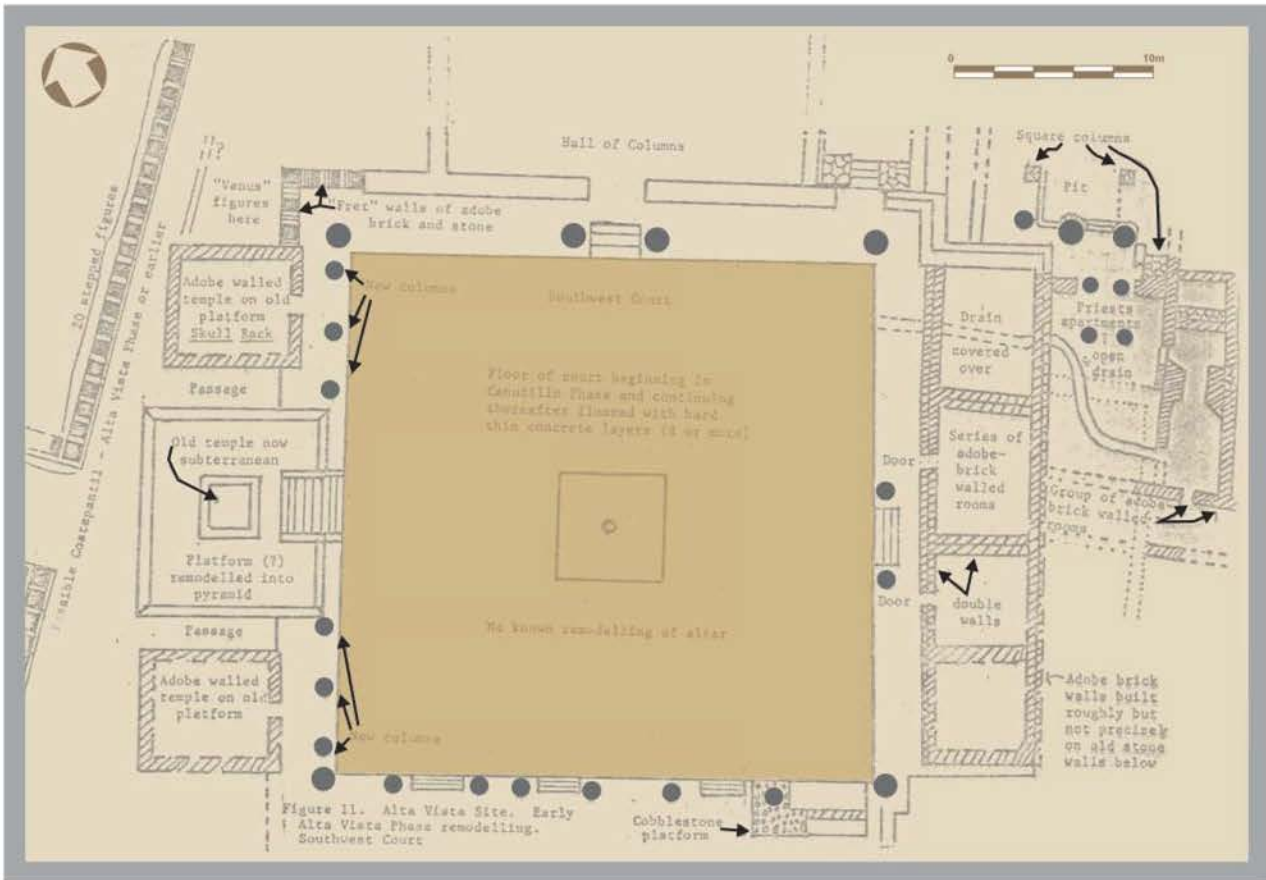 0
10m
Hall of Columns
Square columns
Pit
"Venus"
figures
here
"Fret" walls of adobe
brick and stone
20 stepped figures
Possible Coatepantil - Alta Vista Phase or earlier
??
Adobe walled
temple on old
platform
Skull Rack
New columns
Southwest Court
Drain
covered
over
Priests
apartments
open
drain
Passage
Floor of court beginning in
Canutillo Phase and continuing
thereafter floored with hard
thin concrete layers (8 or more)
Old temple now
subterranean
Door
Series of
adobe-
brick
walled
rooms
Group of adobe-
brick walled
rooms
Platform (?)
remodelled into
pyramid
Door
double
walls
Passage
No known remodelling of altar
Adobe walled
temple on old
platform
New columns
Adobe brick
walls built
roughly but
not precisely
on old stone
walls below
Figure 11. Alta Vista Site. Early
Alta Vista Phase remodelling.
Southwest Court
Cobblestone
platform